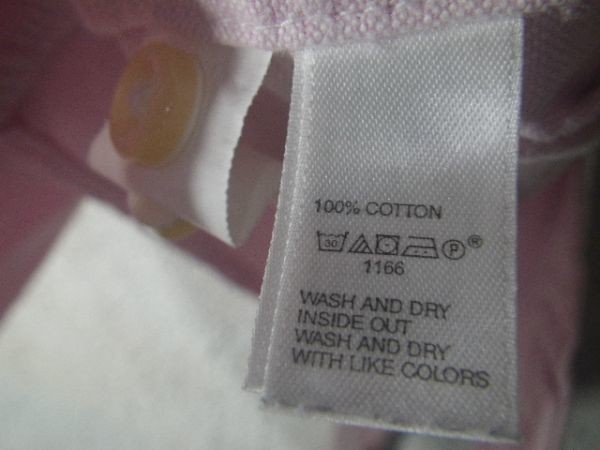 100% COTTON
30 P®
1166
WASH AND DRY
INSIDE OUT
WASH AND DRY
WITH LIKE COLORS